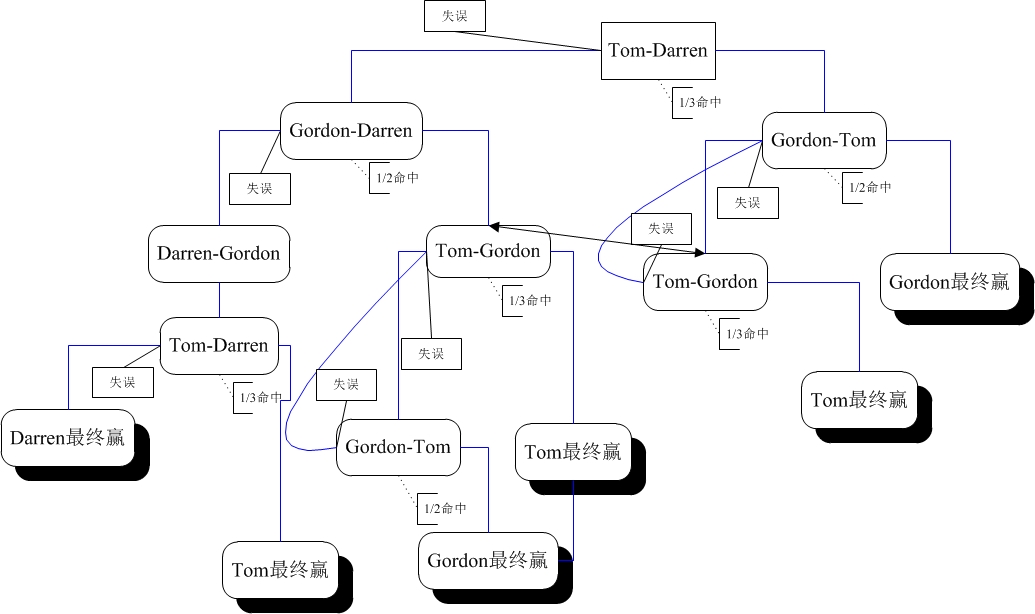 失误
Tom-Darren
1/3命中
Gordon-Darren
Gordon-Tom
1/2命中
失误
1/2命中
失误
失误
Darren-Gordon
Tom-Gordon
Tom-Gordon
Gordon最终赢
1/3命中
1/3命中
Tom-Darren
失误
失误
失误
1/3命中
Tom最终赢
Darren最终赢
Gordon-Tom
Tom最终赢
1/2命中
Tom最终赢
Gordon最终赢